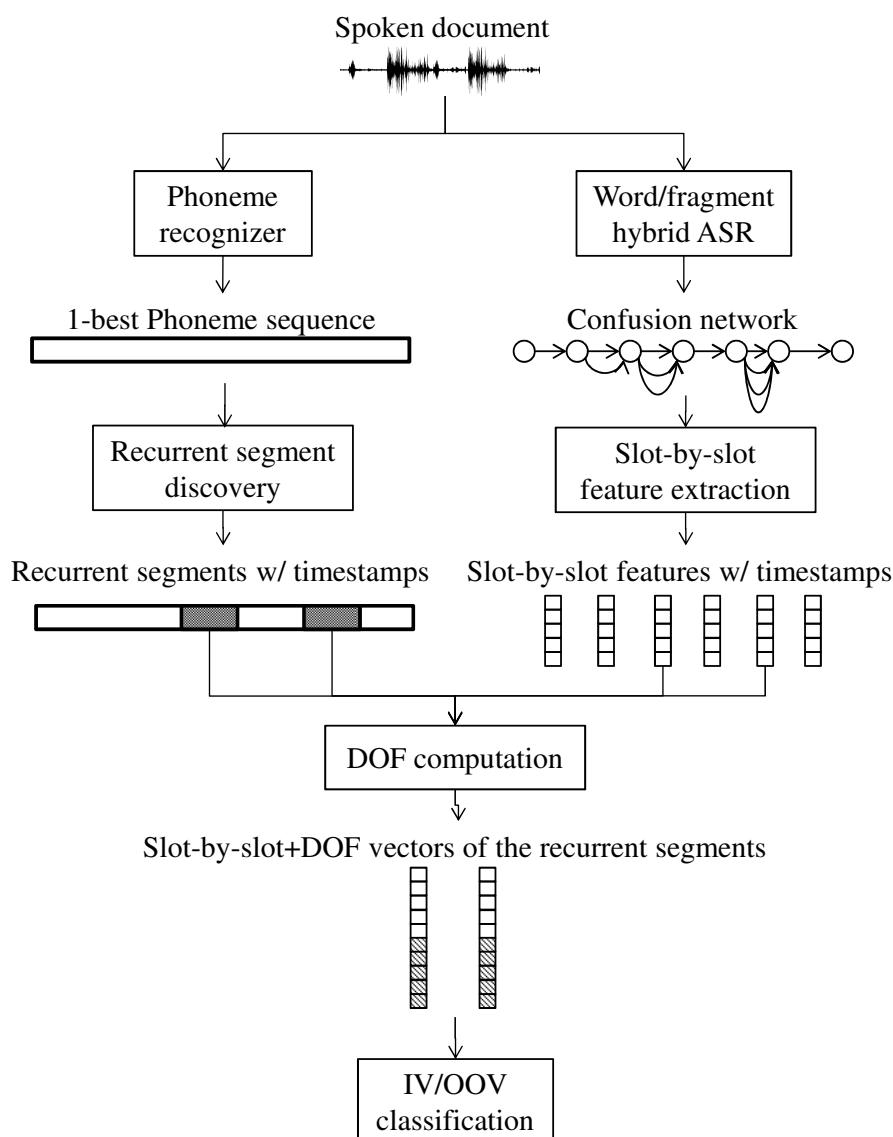 Spoken document
Phoneme
recognizer
Word/fragment
hybrid ASR
1-best Phoneme sequence
Confusion network
Recurrent segment
discovery
Slot-by-slot
feature extraction
Recurrent segments w/ timestamps
Slot-by-slot features w/ timestamps
DOF computation
Slot-by-slot+DOF vectors of the recurrent segments
IV/OOV
classification